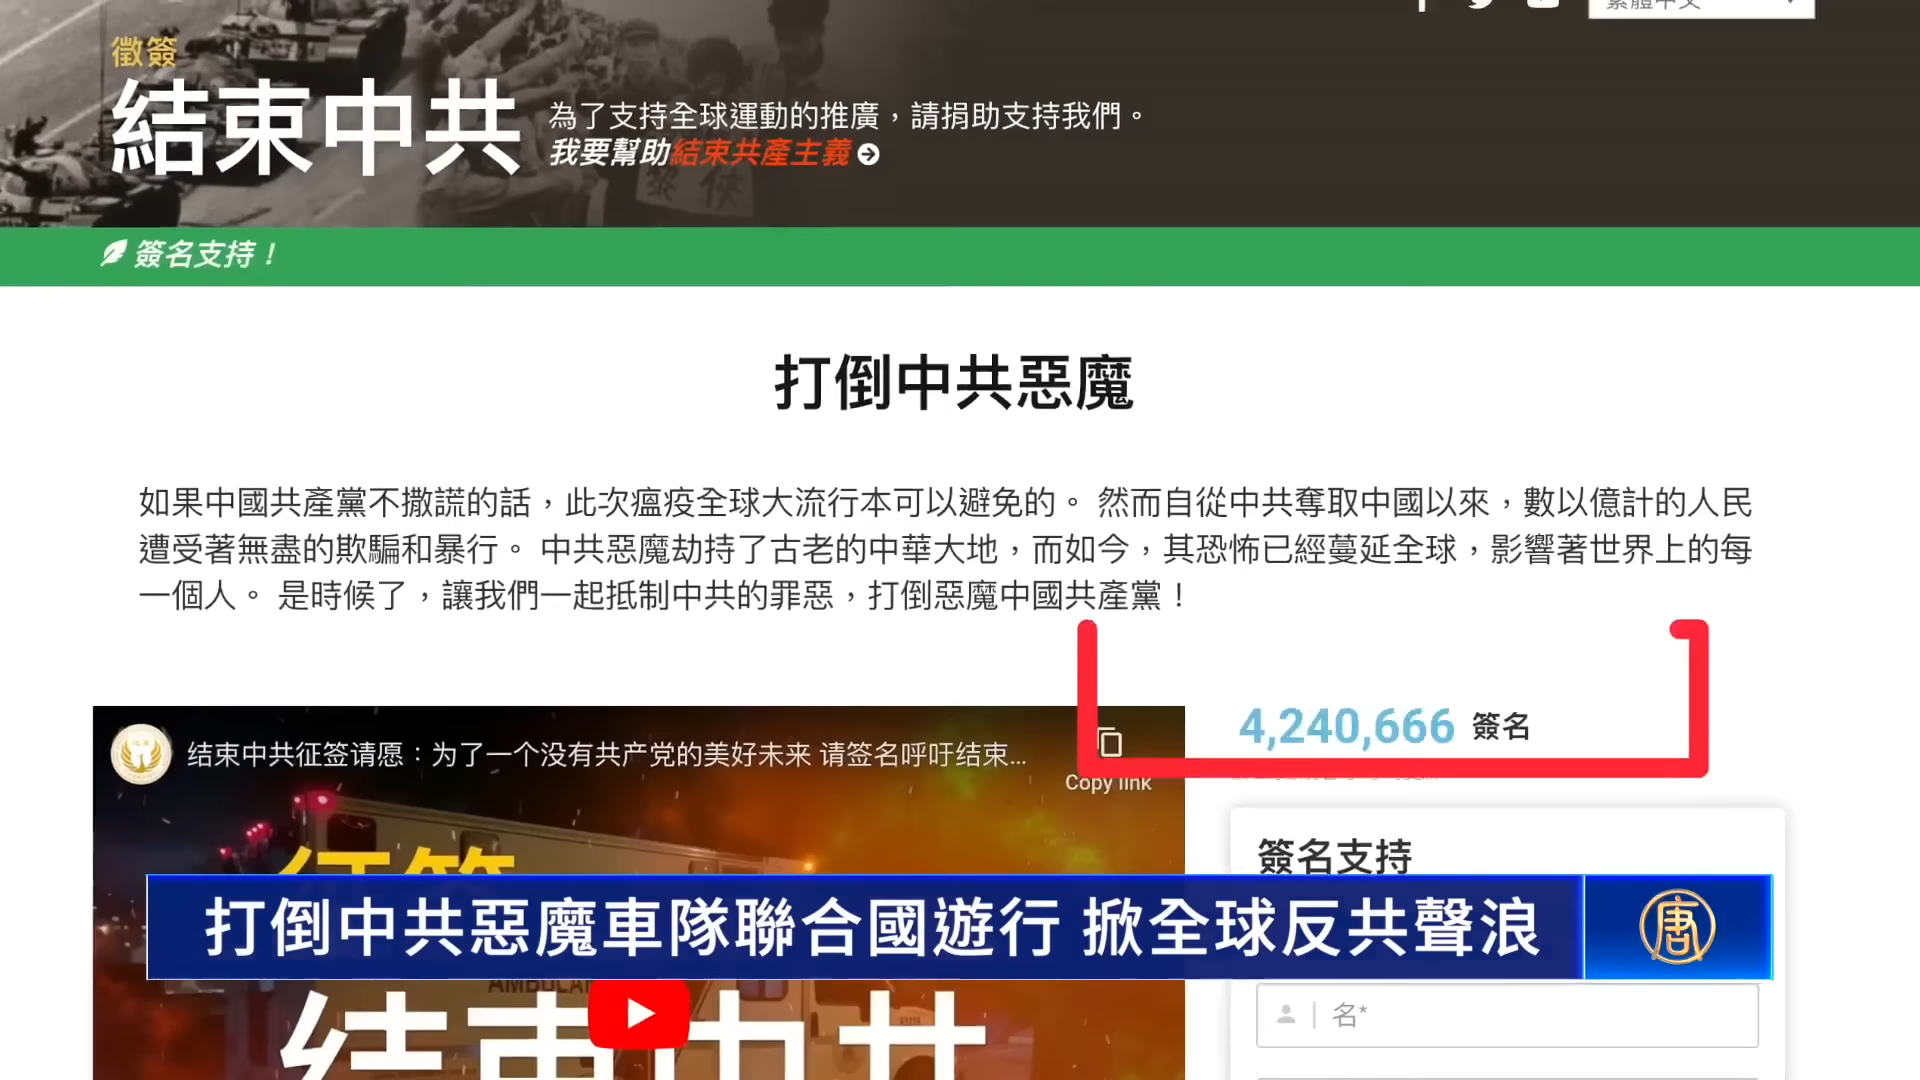 繁體中文
徵簽
結束中共
為了支持全球運動的推廣，請捐助支持我們。
我要幫助結束共產主義
簽名支持！
打倒中共惡魔
如果中國共產黨不撒謊的話，此次瘟疫全球大流行本可以避免的。 然而自從中共奪取中國以來，數以億計的人民
遭受著無盡的欺騙和暴行。 中共惡魔劫持了古老的中華大地，而如今，其恐怖已經蔓延全球，影響著世界上的每
一個人。 是時候了，讓我們一起抵制中共的罪惡，打倒惡魔中國共產黨！
4,240,666 簽名
结束中共征签请愿：为了一个没有共产党的美好未来 请签名呼吁结束...
Copy link
簽名支持
打倒中共惡魔車隊聯合國遊行 掀全球反共聲浪
唐
AMBULAN
结束中共
名*